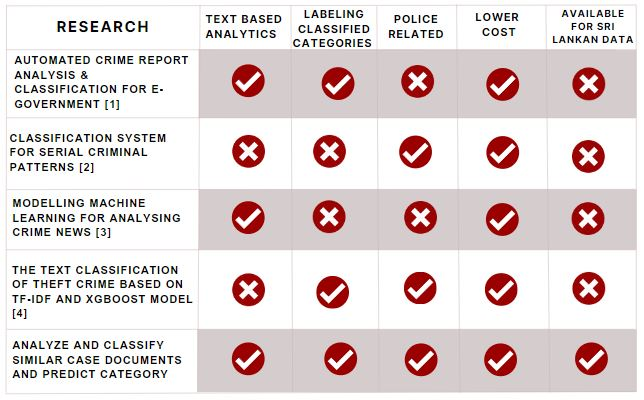 RESEARCH
TEXT BASED
ANALYTICS
LABELING
CLASSIFIED
CATEGORIES
POLICE
RELATED
LOWER
COST
AVAILABLE
FOR SRI
LANKAN DATA
AUTOMATED CRIME REPORT
ANALYSIS &
CLASSIFICATION FOR E-
GOVERNMENT [1]
CLASSIFICATION SYSTEM
FOR SERIAL CRIMINAL
PATTERNS [2]
MODELLING MACHINE
LEARNING FOR ANALYSING
CRIME NEWS [3]
THE TEXT CLASSIFICATION
OF THEFT CRIME BASED ON
TF-IDF AND XGBOOST MODEL
[4]
ANALYZE AND CLASSIFY
SIMILAR CASE DOCUMENTS
AND PREDICT CATEGORY